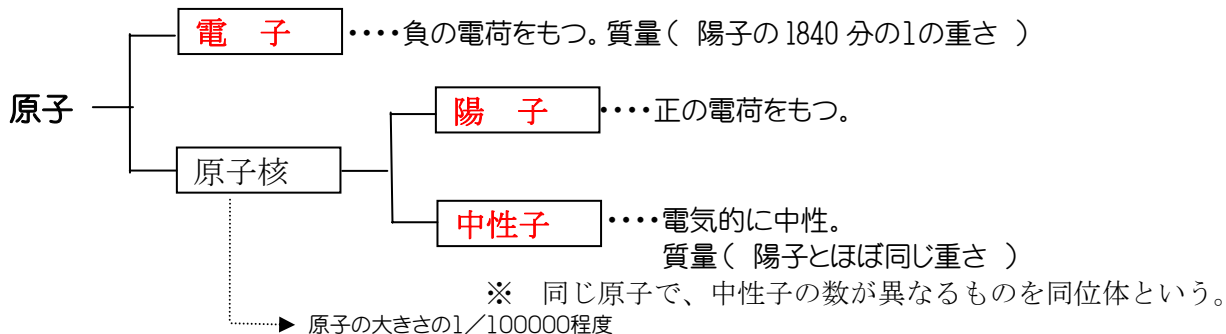 電　子 ････負の電荷をもつ。質量（ 陽子の1840 分の1の重さ ）
原子
陽　子 ････正の電荷をもつ。
原子核
中性子 ････電気的に中性。
質量（ 陽子とほぼ同じ重さ ）
※　同じ原子で、中性子の数が異なるものを同位体という。
原子の大きさの1／100000程度